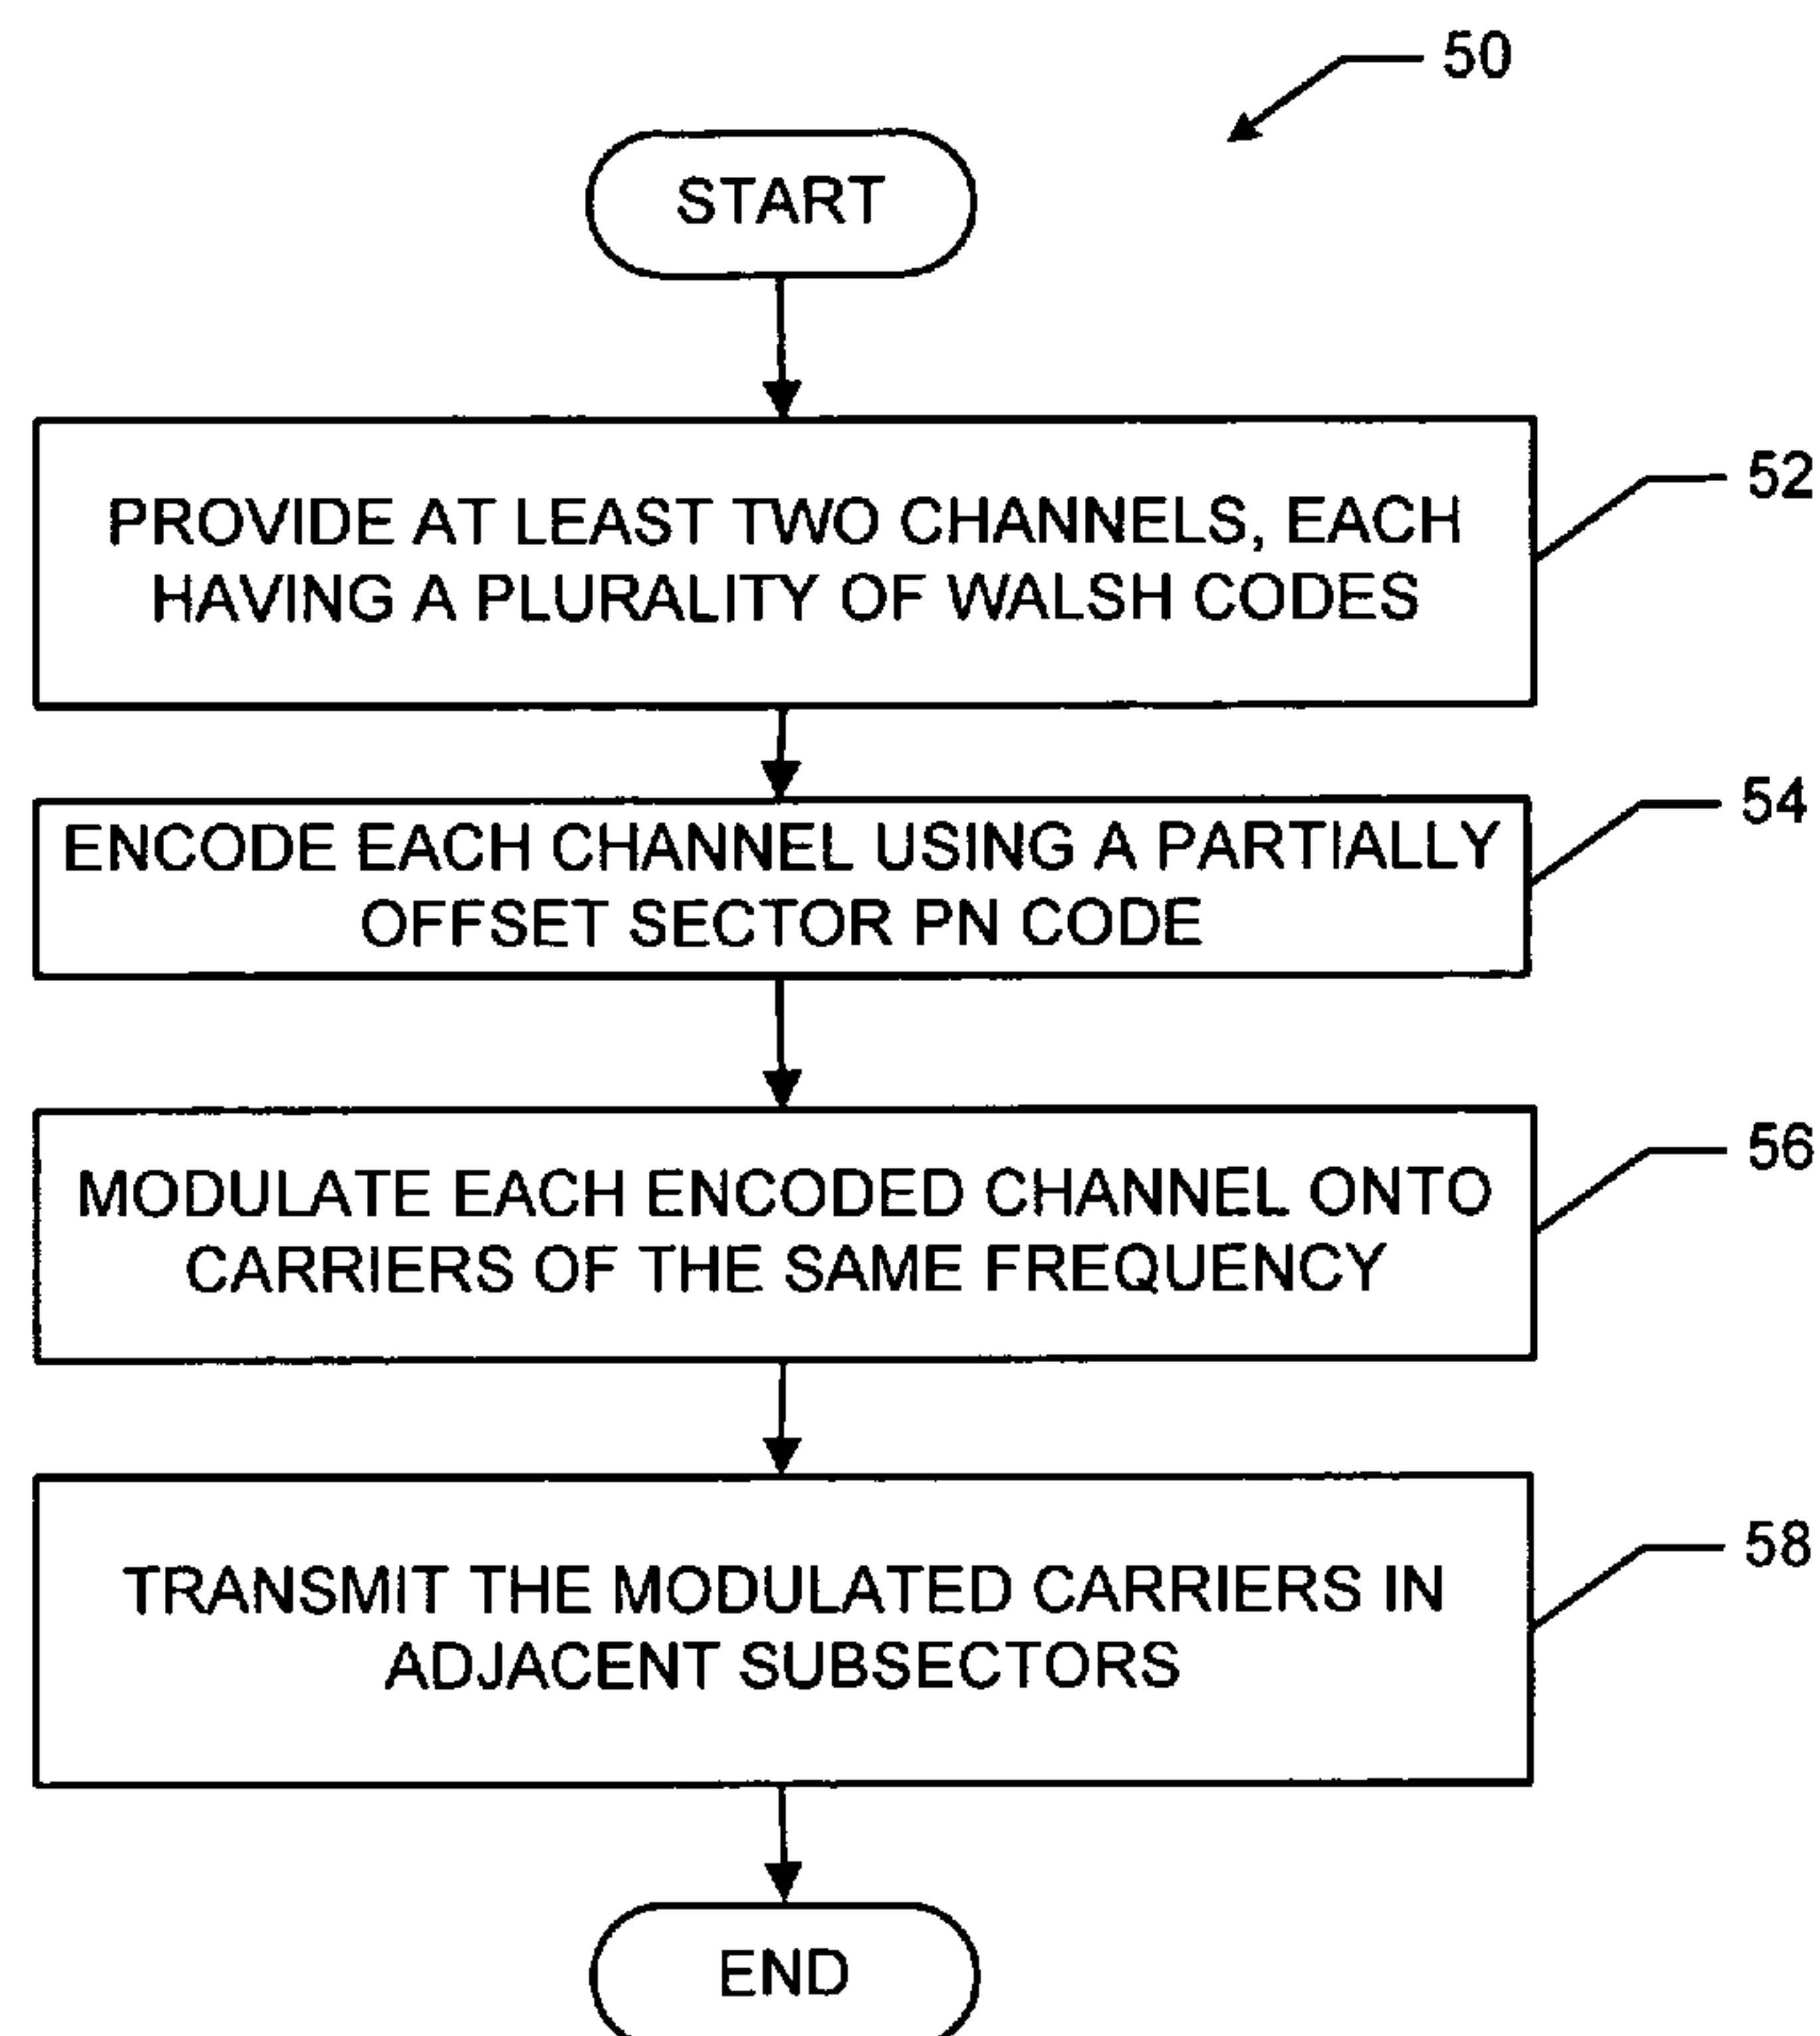 50
START
PROVIDE AT LEAST TWO CHANNELS, EACH
HAVING A PLURALITY OF WALSH CODES
52
ENCODE EACH CHANNEL USING A PARTIALLY
OFFSET SECTOR PN CODE
54
MODULATE EACH ENCODED CHANNEL ONTO
CARRIERS OF THE SAME FREQUENCY
56
TRANSMIT THE MODULATED CARRIERS IN
ADJACENT SUBSECTORS
58
END